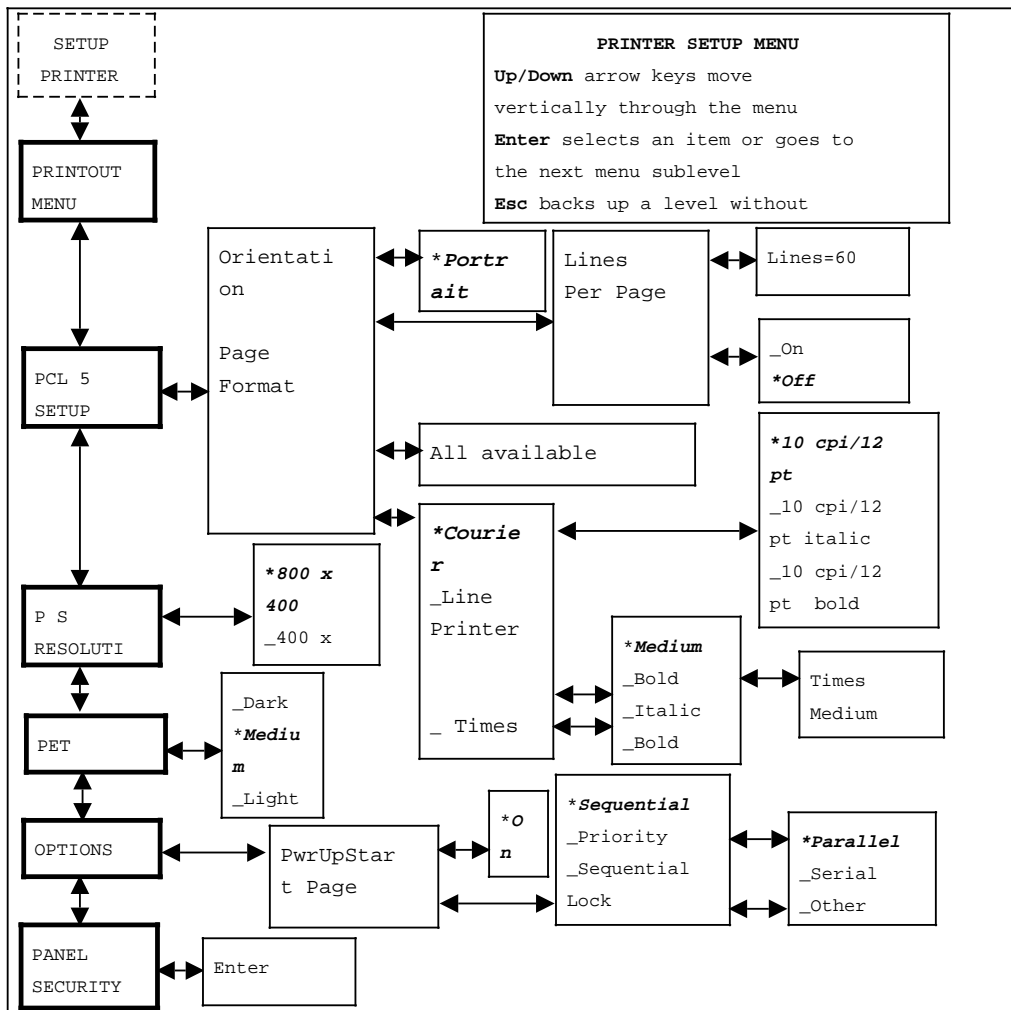 SETUP
PRINTER
PRINTER SETUP MENU
Up/Down arrow keys move
vertically through the menu
Enter selects an item or goes to
the next menu sublevel
Esc backs up a level without
PRINTOUT
MENU
Orientati
on
Page
Format
*Portr
ait
Lines
Per Page
Lines=60
_On
*Off
PCL 5
SETUP
All available
*10 cpi/12
pt
_10 cpi/12
pt italic
_10 cpi/12
pt bold
*Courie
r
_Line
Printer
_ Times
*800 x
400
_400 x
P S
RESOLUTI
*Medium
_Bold
_Italic
_Bold
Times
Medium
_Dark
*Mediu
m
_Light
PET
OPTIONS
PwrUpStar
t Page
*O
n
*Sequential
_Priority
_Sequential
Lock
*Parallel
_Serial
_Other
PANEL
SECURITY
Enter